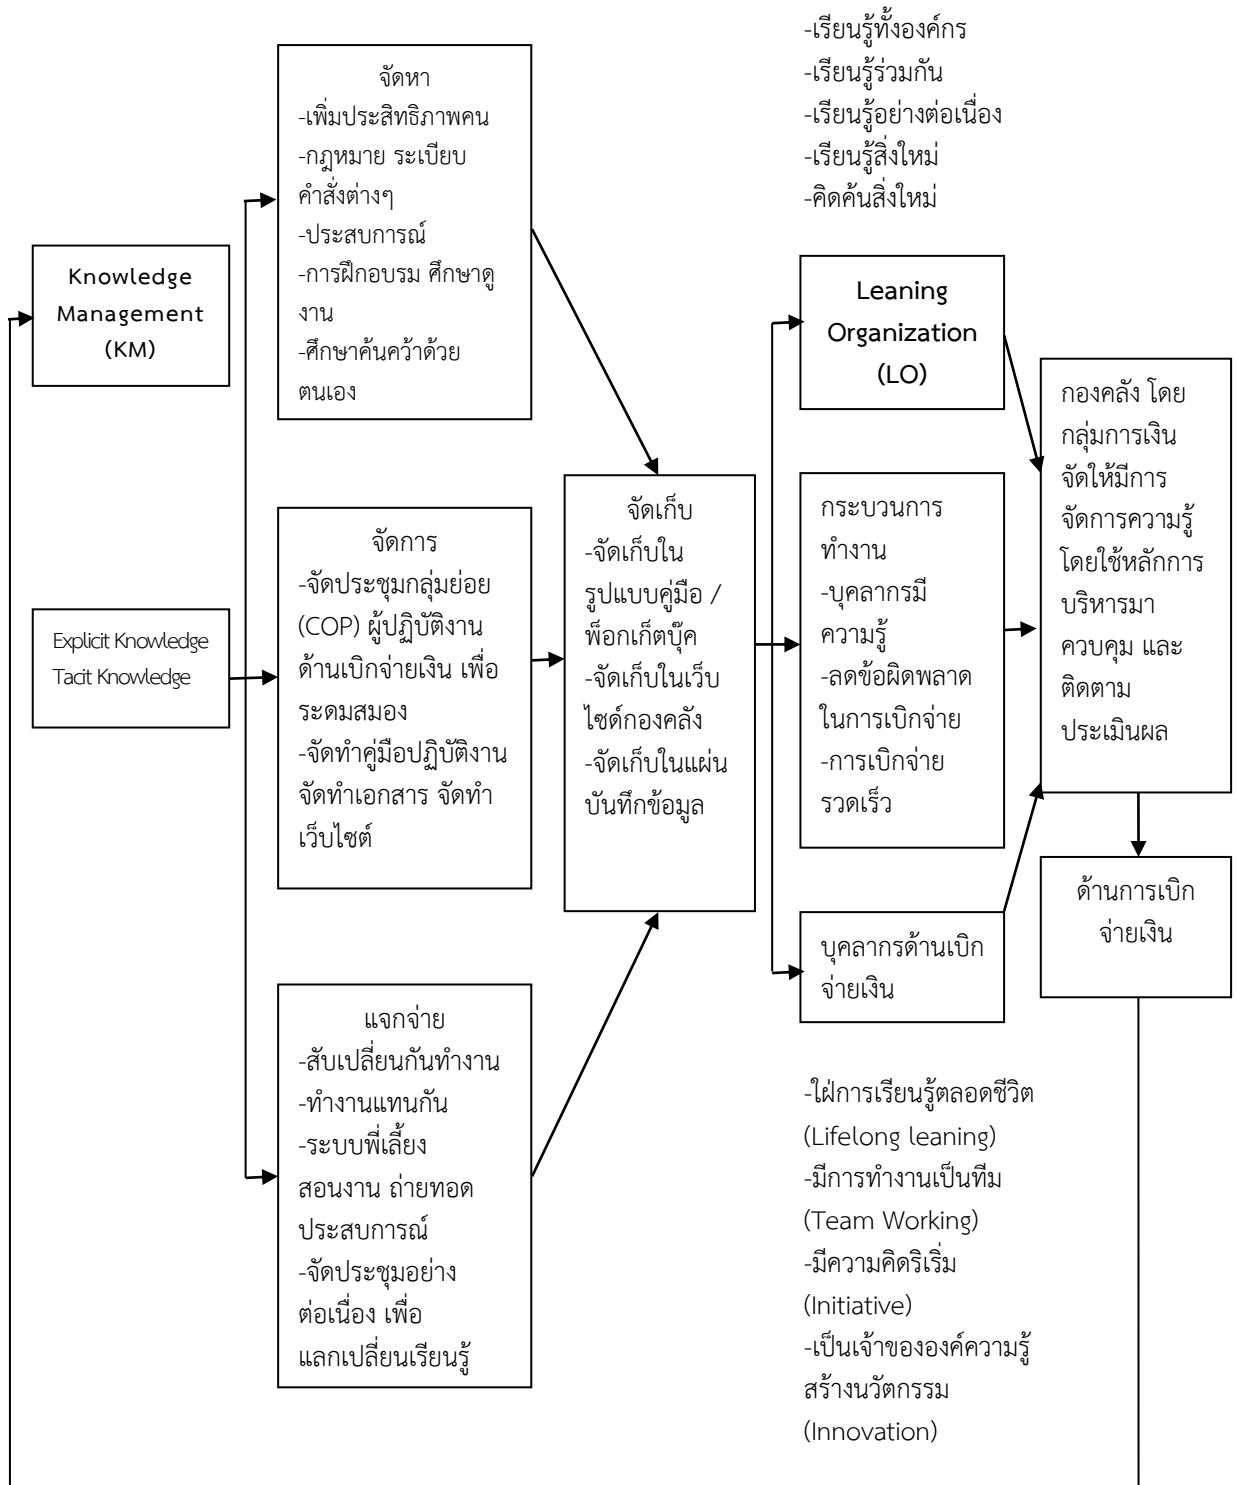 Knowledge
Management
(KM)
Explicit Knowledge
Tacit Knowledge
จัดหา
-เพิ่มประสิทธิภาพคน
-กฎหมาย ระเบียบ
คำสั่งต่างๆ
-ประสบการณ์
-การฝึกอบรม ศึกษาดู
งาน
-ศึกษาค้นคว้าด้วย
ตนเอง
จัดการ
-จัดประชุมกลุ่มย่อย
(COP) ผู้ปฏิบัติงาน
ด้านเบิกจ่ายเงิน เพื่อ
ระดมสมอง
-จัดทำคู่มือปฏิบัติงาน
จัดทำเอกสาร จัดทำ
เว็บไซต์
แจกจ่าย
-สับเปลี่ยนกันทำงาน
-ทำงานแทนกัน
-ระบบพี่เลี้ยง
สอนงาน ถ่ายทอด
ประสบการณ์
-จัดประชุมอย่าง
ต่อเนื่อง เพื่อ
แลกเปลี่ยนเรียนรู้
จัดเก็บ
-จัดเก็บใน
รูปแบบคู่มือ /
พ็อกเก็ตบุ๊ค
-จัดเก็บในเว็บ
ไซด์กองคลัง
-จัดเก็บในแผ่น
บันทึกข้อมูล
-เรียนรู้ทั้งองค์กร
-เรียนรู้ร่วมกัน
-เรียนรู้อย่างต่อเนื่อง
-เรียนรู้สิ่งใหม่
-คิดค้นสิ่งใหม่
Leaning
Organization
(LO)
กระบวนการ
ทำงาน
-บุคลากรมี
ความรู้
-ลดข้อผิดพลาด
ในการเบิกจ่าย
-การเบิกจ่าย
รวดเร็ว
บุคลากรด้านเบิก
จ่ายเงิน
-ใฝ่การเรียนรู้ตลอดชีวิต
(Lifelong leaning)
-มีการทำงานเป็นทีม
(Team Working)
-มีความคิดริเริ่ม
(Initiative)
-เป็นเจ้าขององค์ความรู้
สร้างนวัตกรรม
(Innovation)
กองคลัง โดย
กลุ่มการเงิน
จัดให้มีการ
จัดการความรู้
โดยใช้หลักการ
บริหารมา
ควบคุม และ
ติดตาม
ประเมินผล
ด้านการเบิก
จ่ายเงิน